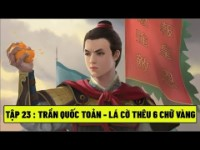 TẬP 23 : TRẦN QUỐC TOẢN - LÁ CỜ THÊU 6 CHỮ VÀNG